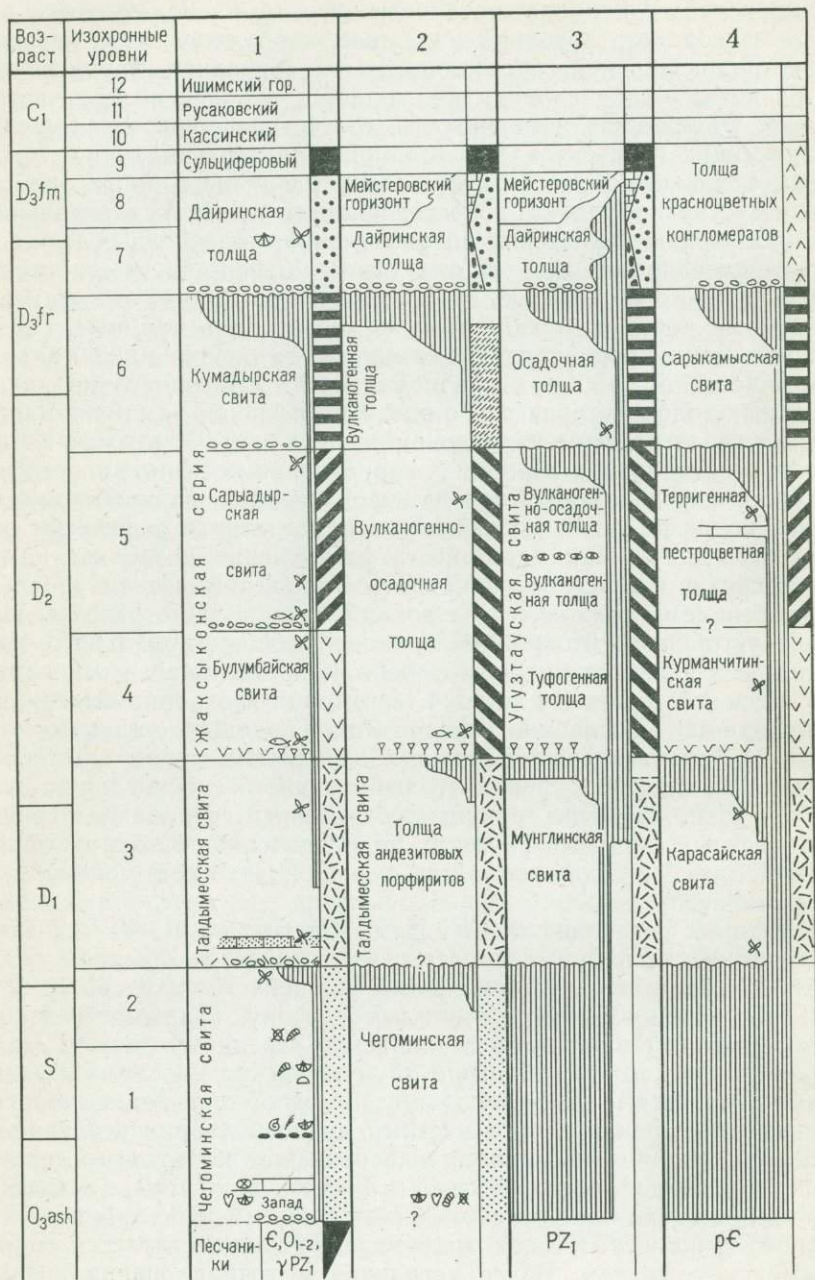 Воз-
раст
Изохронные
уровни
1
2
3
4
C₁
12
Ишимский гор.
11
Русаковский
10
Кассинский
D₃fm
9
Сульциферовый
8
7
Дайринская
толща
Мейстеровский
горизонт
Дайринская
толща
Мейстеровский
горизонт
Дайринская
толща
Толща
красноцветных
конгломератов
D₃fr
6
Кумадырская
свита
Вулканогенная
толща
Осадочная
толща
Сарыкамысская
свита
D₂
5
Жаксыконская серия
Сарыадыр-
ская
свита
Вулканогенно-
осадочная
толща
Угузтауская свита
Вулканоген-
но-осадоч-
ная толща
Вулканоген-
ная толща
Терригенная
пестроцветная
толща
?
4
Булумбайская
свита
Туфогенная
толща
Курманчитин-
ская
свита
D₁
3
Талдымесская свита
Талдымесская свита
Толща
андезитовых
порфиритов
?
Мунглинская
свита
Карасайская
свита
S
2
1
Чегоминская свита
Чегоминская
свита
O₃ash
Запад
?
Песчани-
ки
Є, O₁₋₂,
γPZ₁
PZ₁
pЄ